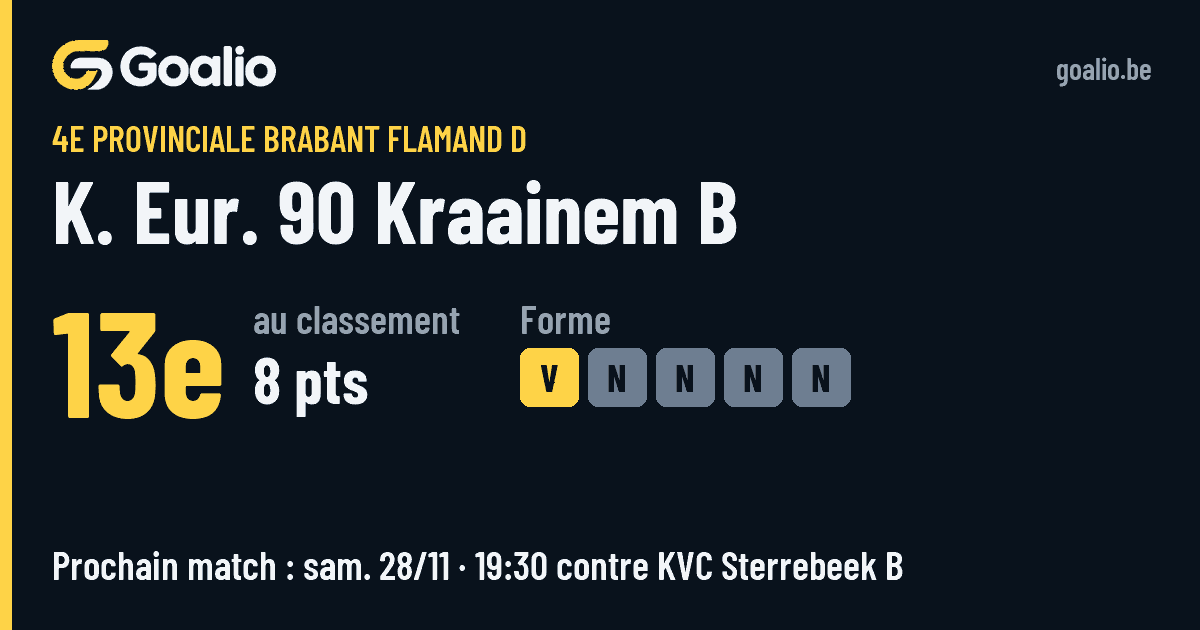 Goalio
goalio.be
4E PROVINCIALE BRABANT FLAMAND D
K. Eur. 90 Kraainem B
13e
au classement
8 pts
Forme
V N N N N
Prochain match : sam. 28/11 · 19:30 contre KVC Sterrebeek B